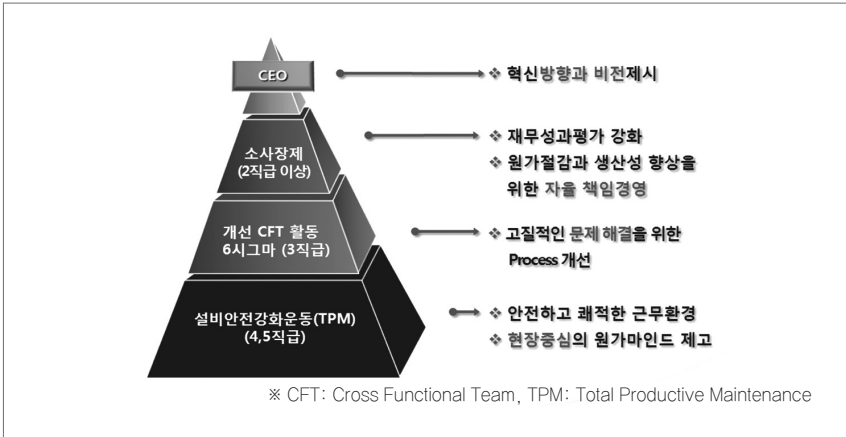 CEO
❖ 혁신방향과 비전제시
소사장제
(2직급 이상)
❖ 재무성과평가 강화
❖ 원가절감과 생산성 향상을
위한 자율 책임경영
개선 CFT 활동
6시그마 (3직급)
❖ 고질적인 문제 해결을 위한
Process 개선
설비안전강화운동(TPM)
(4,5직급)
❖ 안전하고 쾌적한 근무환경
❖ 현장중심의 원가마인드 제고
※ CFT: Cross Functional Team, TPM: Total Productive Maintenance